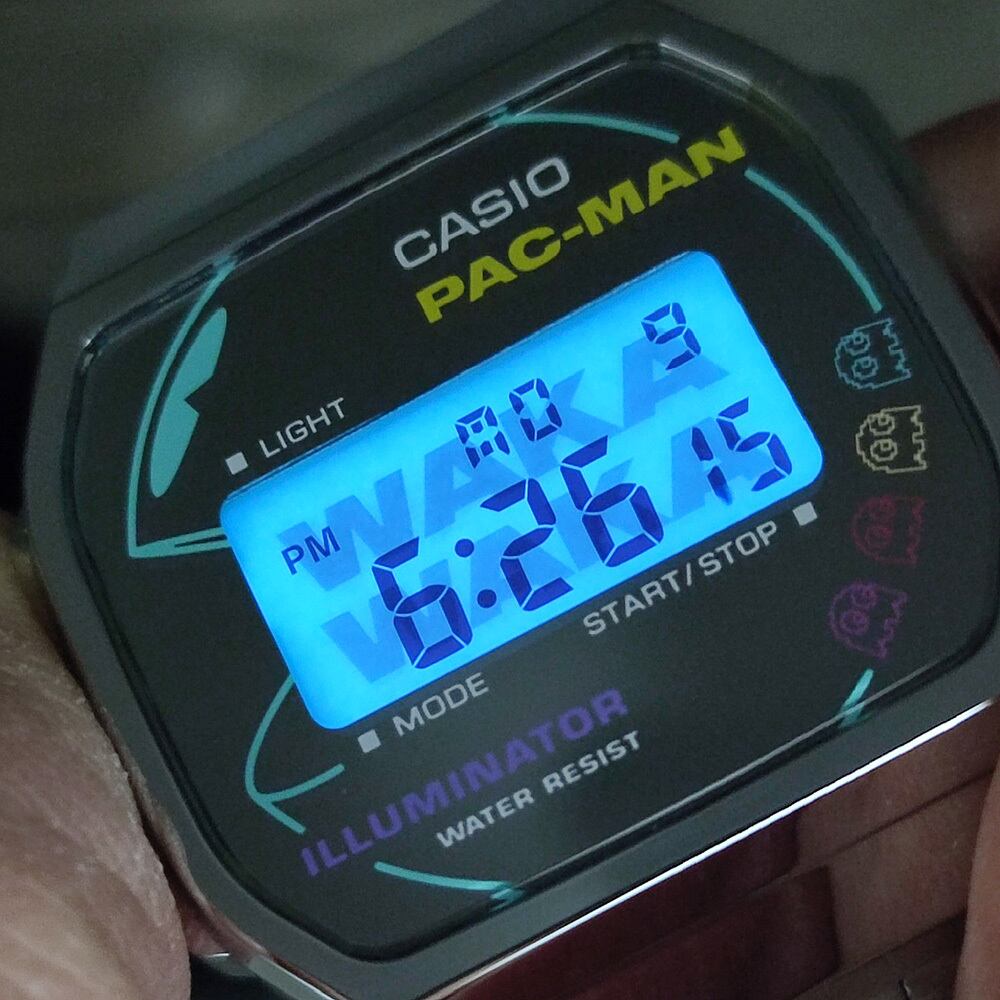 CASIO
PAC-MAN
LIGHT
WAKA
WAKA
MO 9
PM 6:26 15
START/STOP
MODE
ILLUMINATOR
WATER RESIST